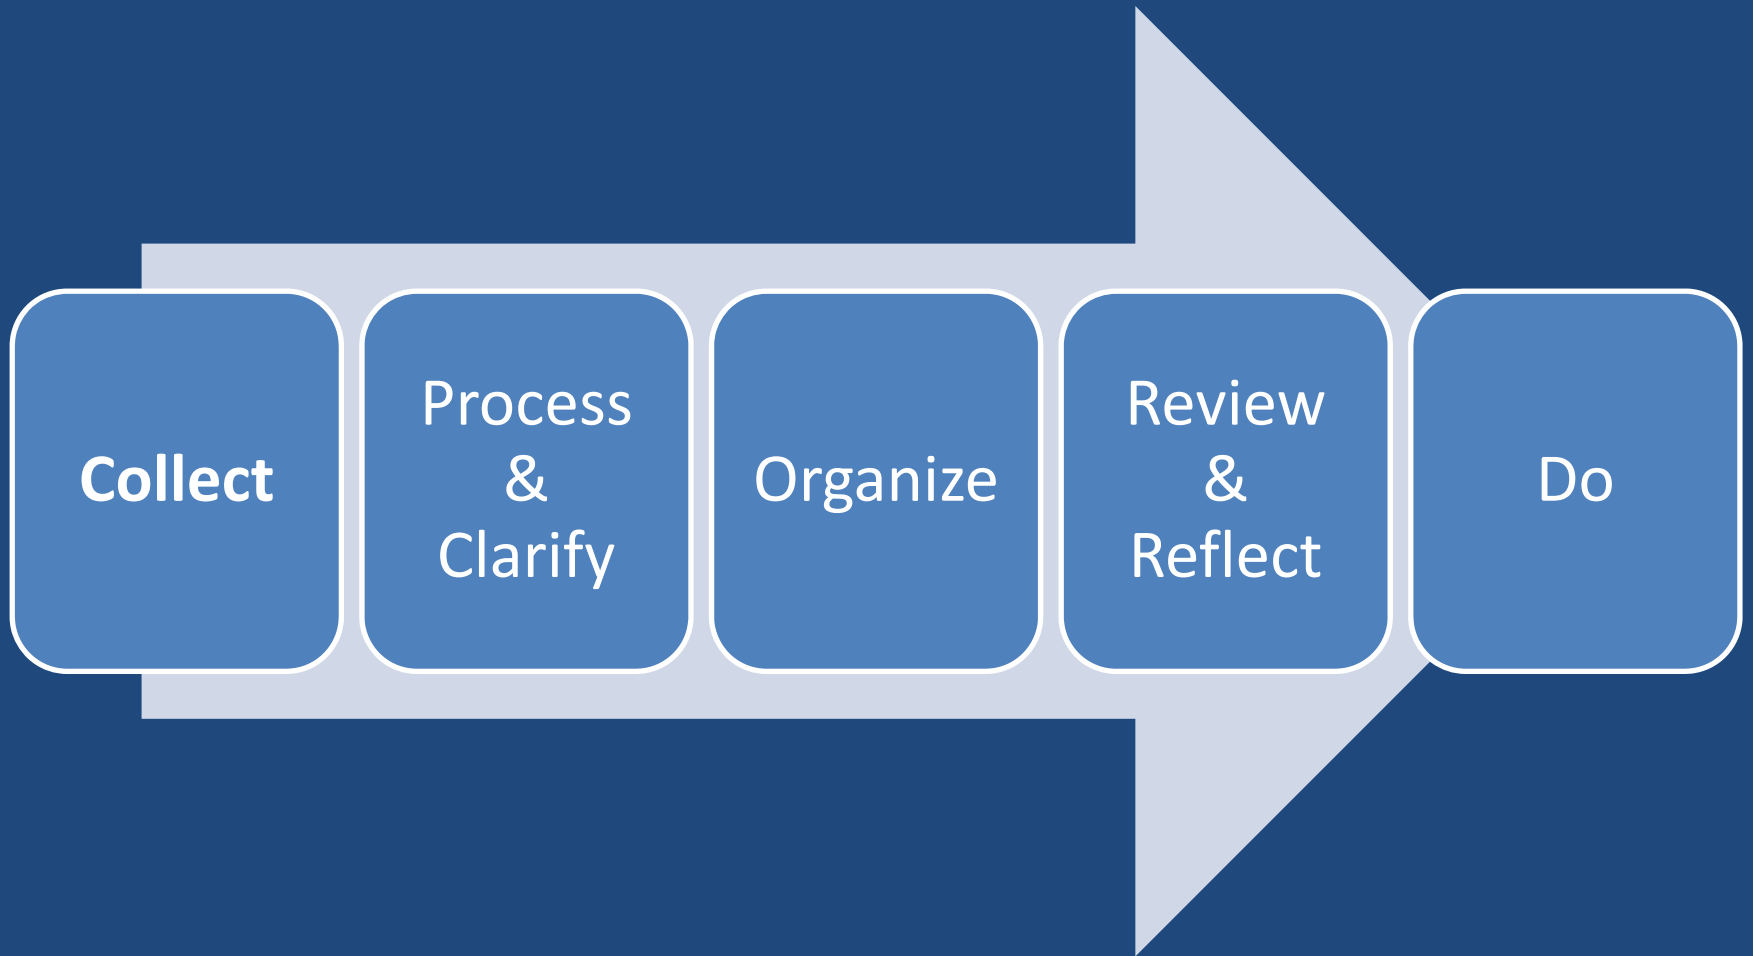 Collect
Process
&
Clarify
Organize
Review
&
Reflect
Do